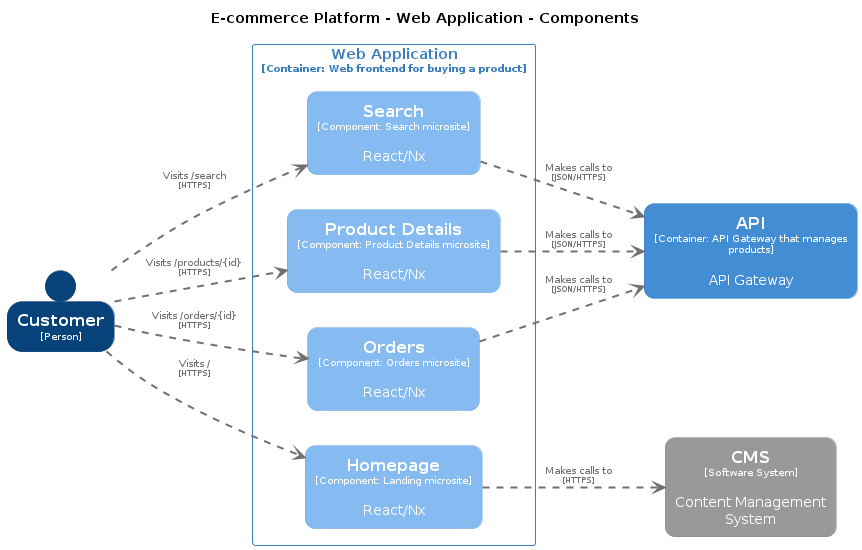 E-commerce Platform - Web Application - Components
Web Application
[Container: Web frontend for buying a product]
Search
[Component: Search microsite]
React/Nx
Product Details
[Component: Product Details microsite]
React/Nx
Orders
[Component: Orders microsite]
React/Nx
Homepage
[Component: Landing microsite]
React/Nx
Customer
[Person]
Visits /search
[HTTPS]
Visits /products/{id}
[HTTPS]
Visits /orders/{id}
[HTTPS]
Visits /
[HTTPS]
Makes calls to
[JSON/HTTPS]
Makes calls to
[JSON/HTTPS]
Makes calls to
[JSON/HTTPS]
Makes calls to
[HTTPS]
API
[Container: API Gateway that manages
products]
API Gateway
CMS
[Software System]
Content Management
System